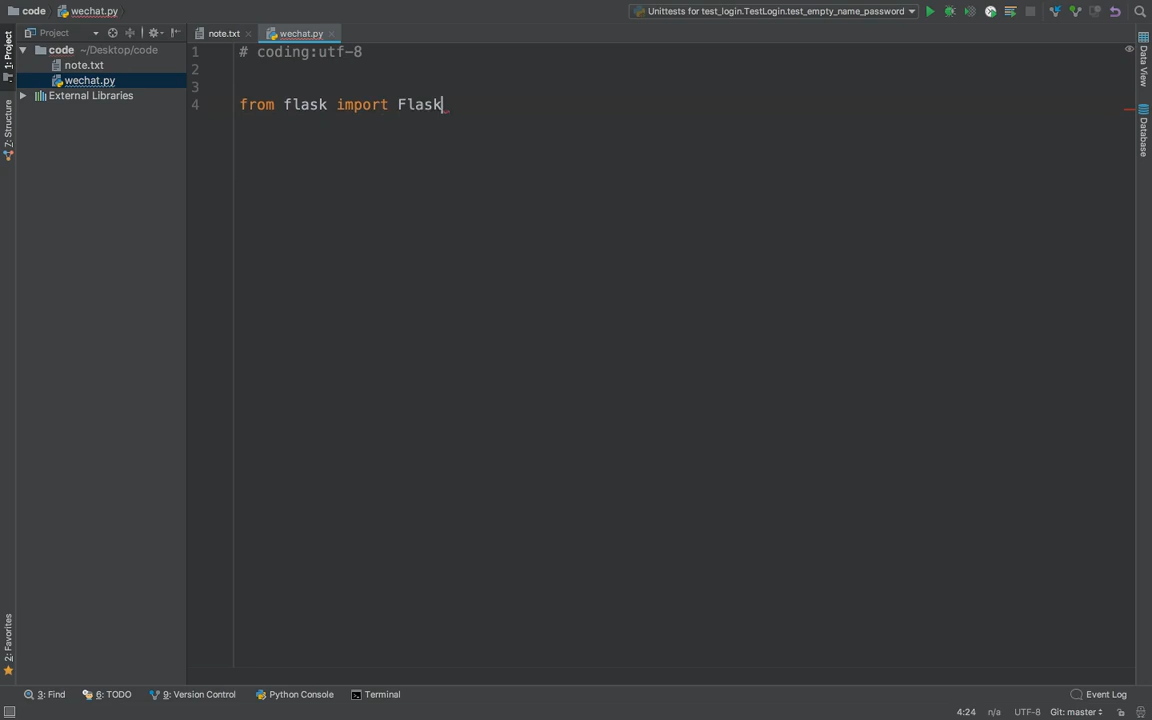 code
wechat.py
Unittests for test_login.TestLogin.test_empty_name_password
1: Project
Project
note.txt
wechat.py
code ~/Desktop/code
note.txt
wechat.py
External Libraries
Z: Structure
2: Favorites
1 # coding:utf-8
2
3
4 from flask import Flask
Data View
Database
3: Find
6: TODO
9: Version Control
Python Console
Terminal
Event Log
4:24 n/a UTF-8 Git: master